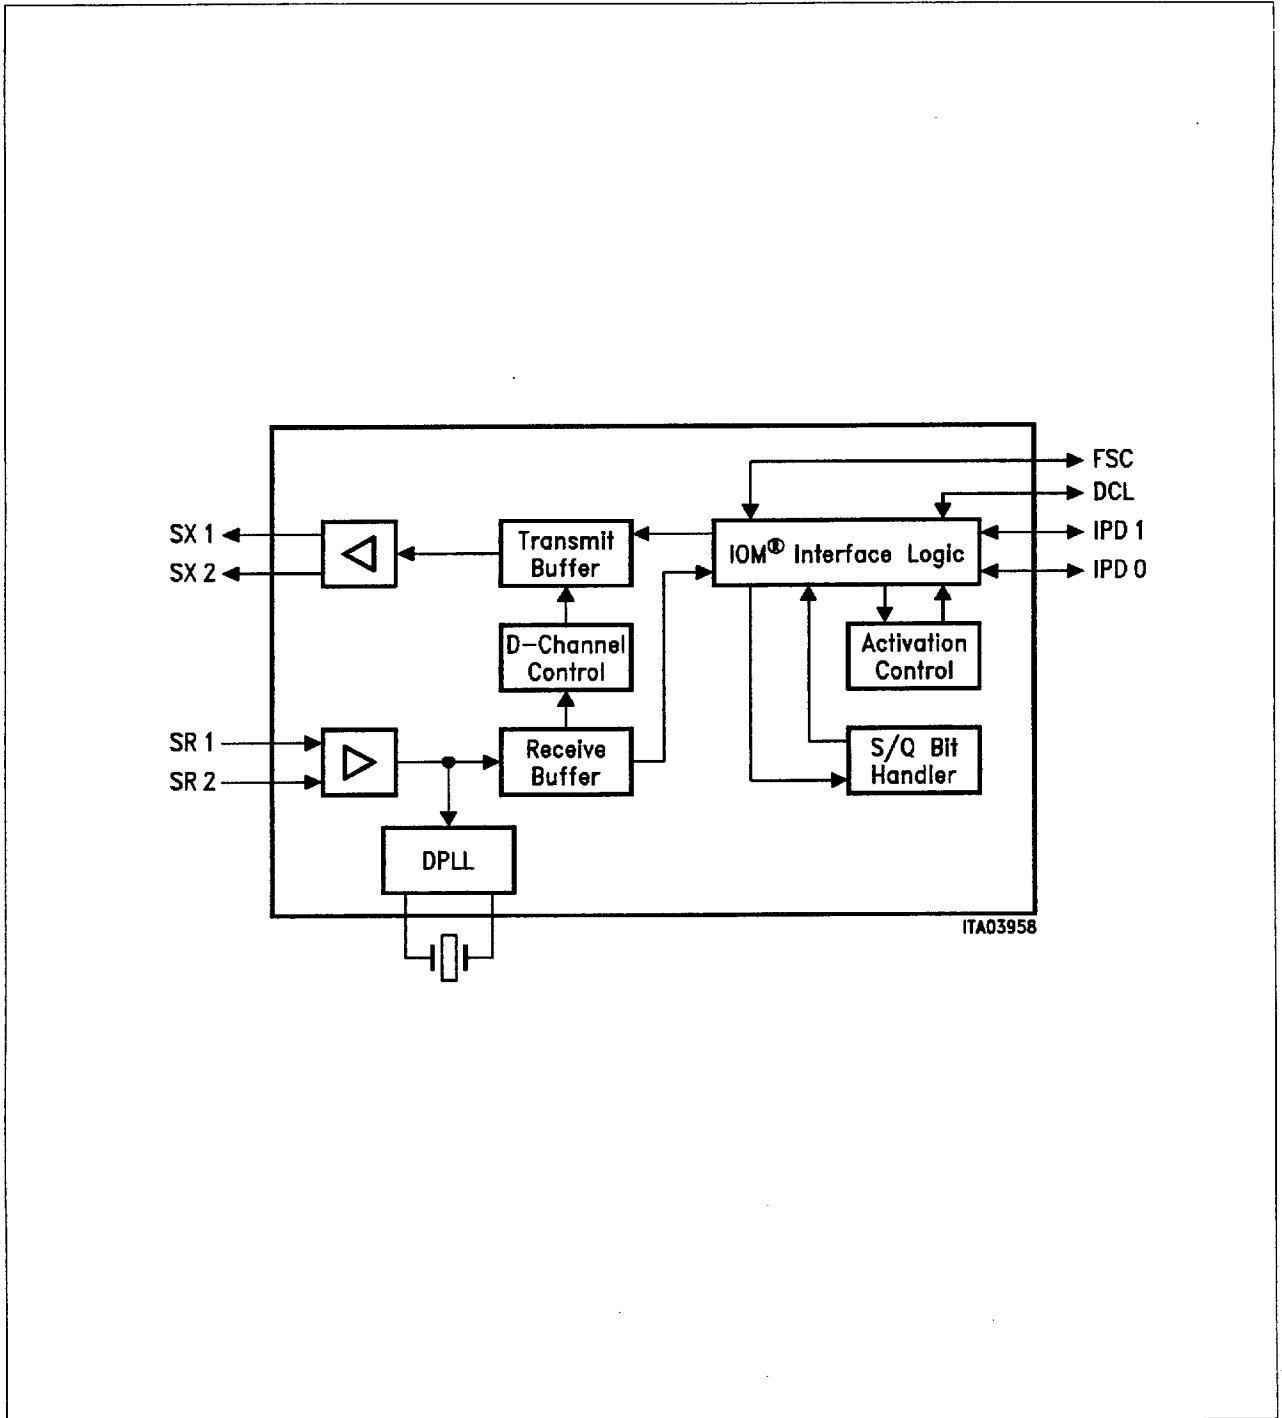 FSC
DCL
SX 1
SX 2
Transmit
Buffer
IOM® Interface Logic
IPD 1
IPD 0
D-Channel
Control
Activation
Control
SR 1
SR 2
Receive
Buffer
S/Q Bit
Handler
DPLL
ITA03958